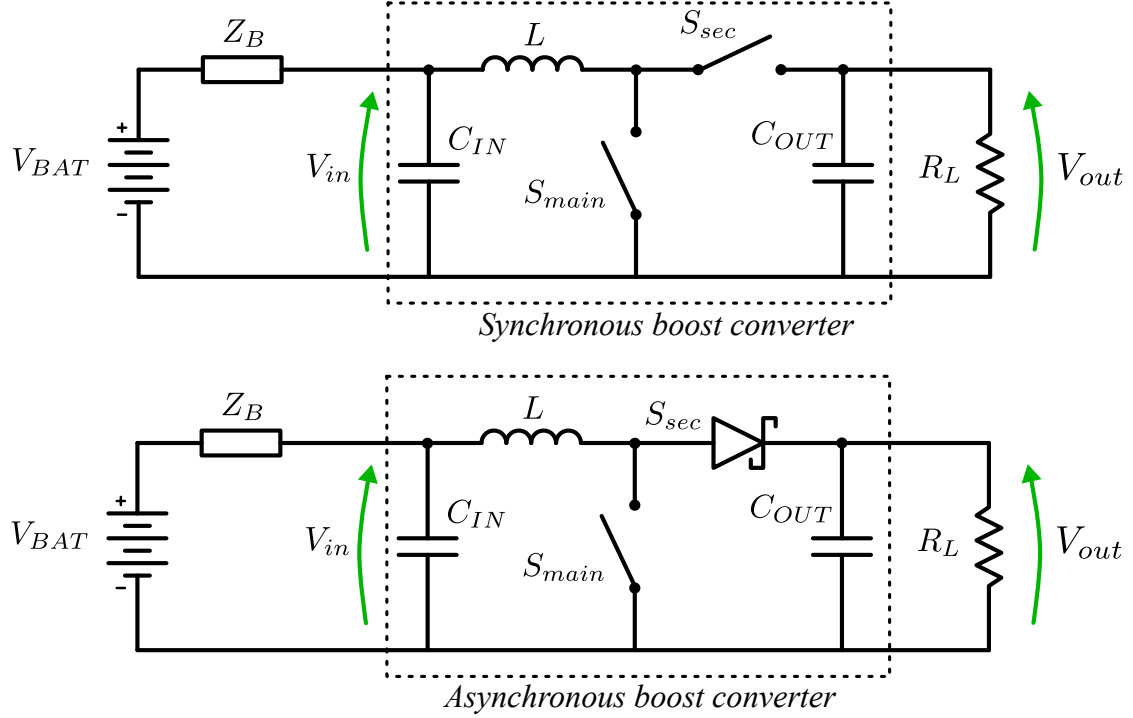 S_sec
Z_B
L
+
C_IN
C_OUT
V_BAT
V_in
R_L
V_out
S_main
-
Synchronous boost converter
Z_B
L
S_sec
+
C_IN
C_OUT
V_BAT
V_in
R_L
V_out
S_main
-
Asynchronous boost converter